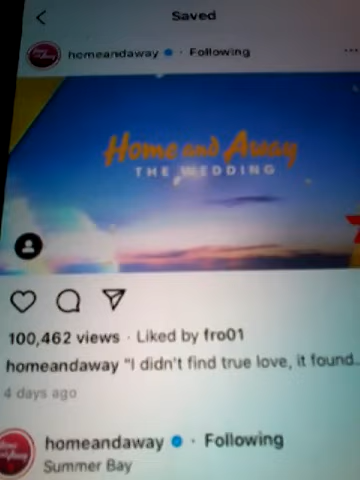 Saved
homeandaway · Following
Home and Away
THE WEDDING
100,462 views · Liked by fro01
homeandaway "I didn't find true love, it found...
4 days ago
homeandaway · Following
Summer Bay